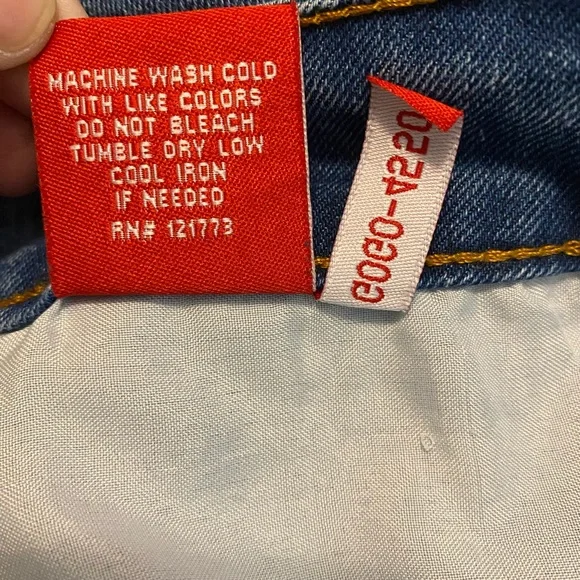 MACHINE WASH COLD
WITH LIKE COLORS
DO NOT BLEACH
TUMBLE DRY LOW
COOL IRON
IF NEEDED
RN# 121773
COCO-A220